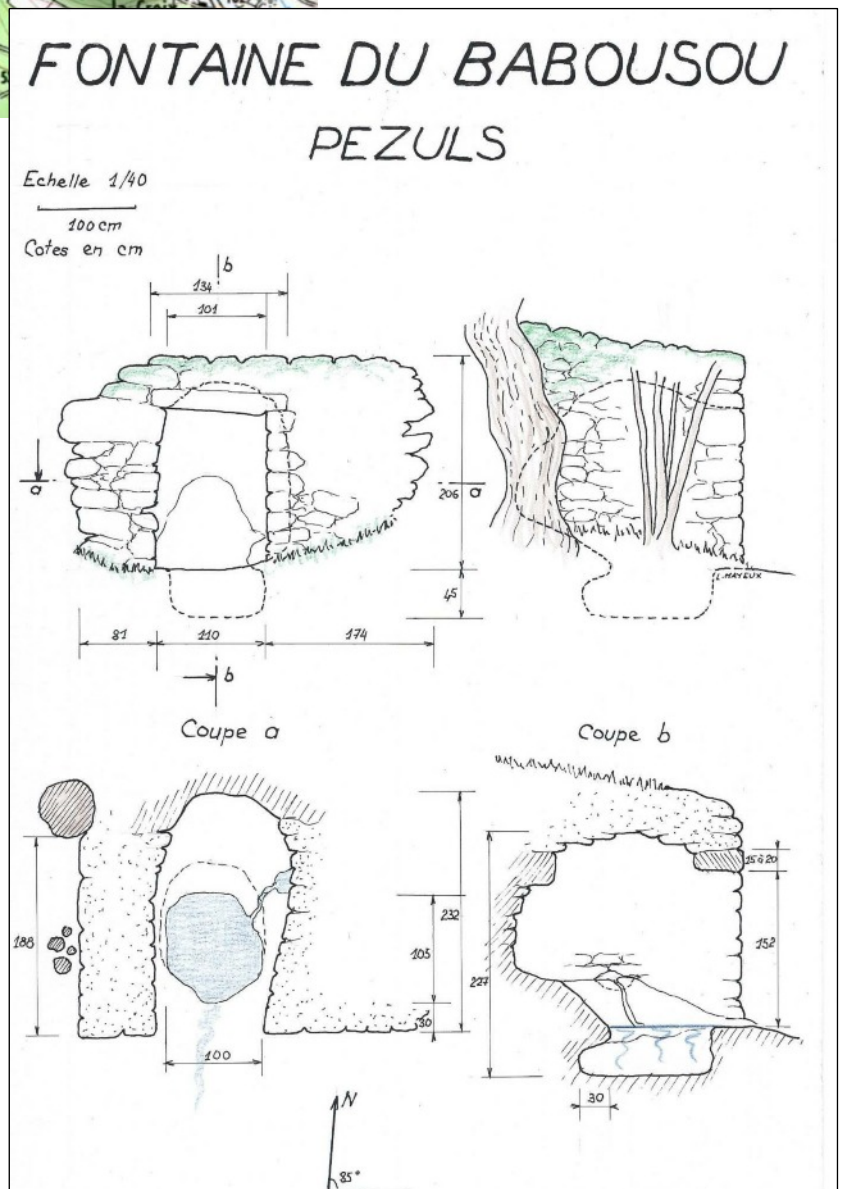 FONTAINE DU BABOUSOU
PEZULS
Echelle 1/40
100 cm
Cotes en cm
b
134
101
a
206 a
45
L.MAYEUX
81 110 174
b
Coupe a
Coupe b
15 à 20
188
232
105
152
227
30
100
30
N
85°